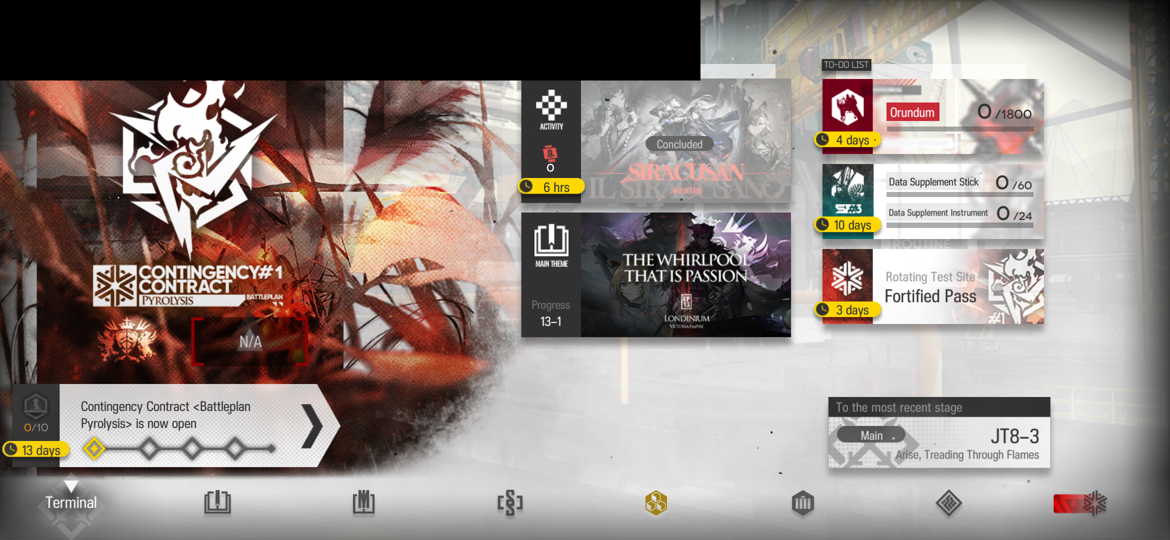 CONTINGENCY#1
CONTRACT
PYROLYSIS
BATTLEPLAN
N/A
0/10
13 days
Contingency Contract <Battleplan
Pyrolysis> is now open
Terminal
ACTIVITY
0
6 hrs
Concluded
SIRACUSANO
IL SIRACUSANO
MAIN THEME
Progress
13-1
THE WHIRLPOOL
THAT IS PASSION
LONDINIUM
VICTORIA EMPIRE
TO-DO LIST
Orundum
0/1800
4 days
Data Supplement Stick
0/60
Data Supplement Instrument
0/24
10 days
ROUTINE
Rotating Test Site
Fortified Pass
3 days
#1
To the most recent stage
Main
JT8-3
Arise, Treading Through Flames